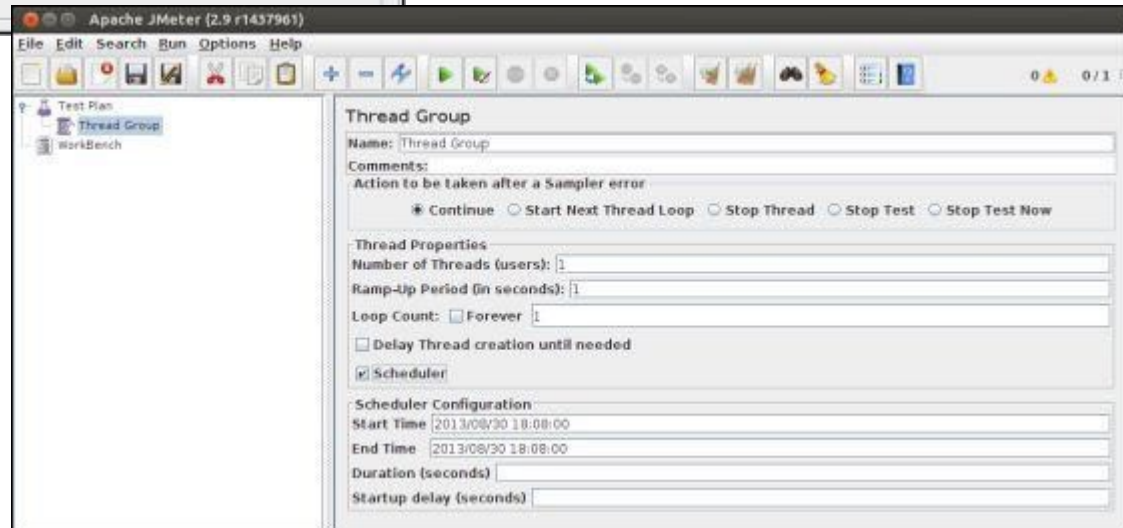 Apache JMeter (2.9 r1437961)
File Edit Search Run Options Help
0 0/1
Test Plan
Thread Group
WorkBench
Thread Group
Name: Thread Group
Comments:
Action to be taken after a Sampler error
Continue Start Next Thread Loop Stop Thread Stop Test Stop Test Now
Thread Properties
Number of Threads (users): 1
Ramp-Up Period (in seconds): 1
Loop Count: Forever 1
Delay Thread creation until needed
Scheduler
Scheduler Configuration
Start Time 2013/08/30 18:08:00
End Time 2013/08/30 18:08:00
Duration (seconds)
Startup delay (seconds)